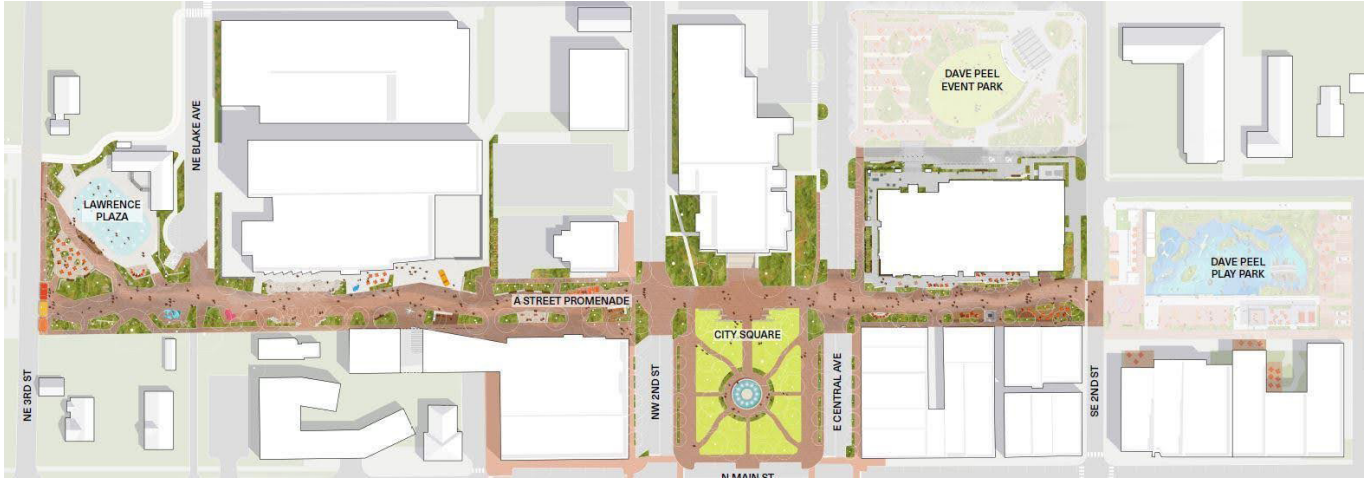 NE BLAKE AVE
DAVE PEEL
EVENT PARK
LAWRENCE
PLAZA
DAVE PEEL
PLAY PARK
A STREET PROMENADE
CITY SQUARE
NE 3RD ST
NW 2ND ST
E CENTRAL AVE
SE 2ND ST
N MAIN ST